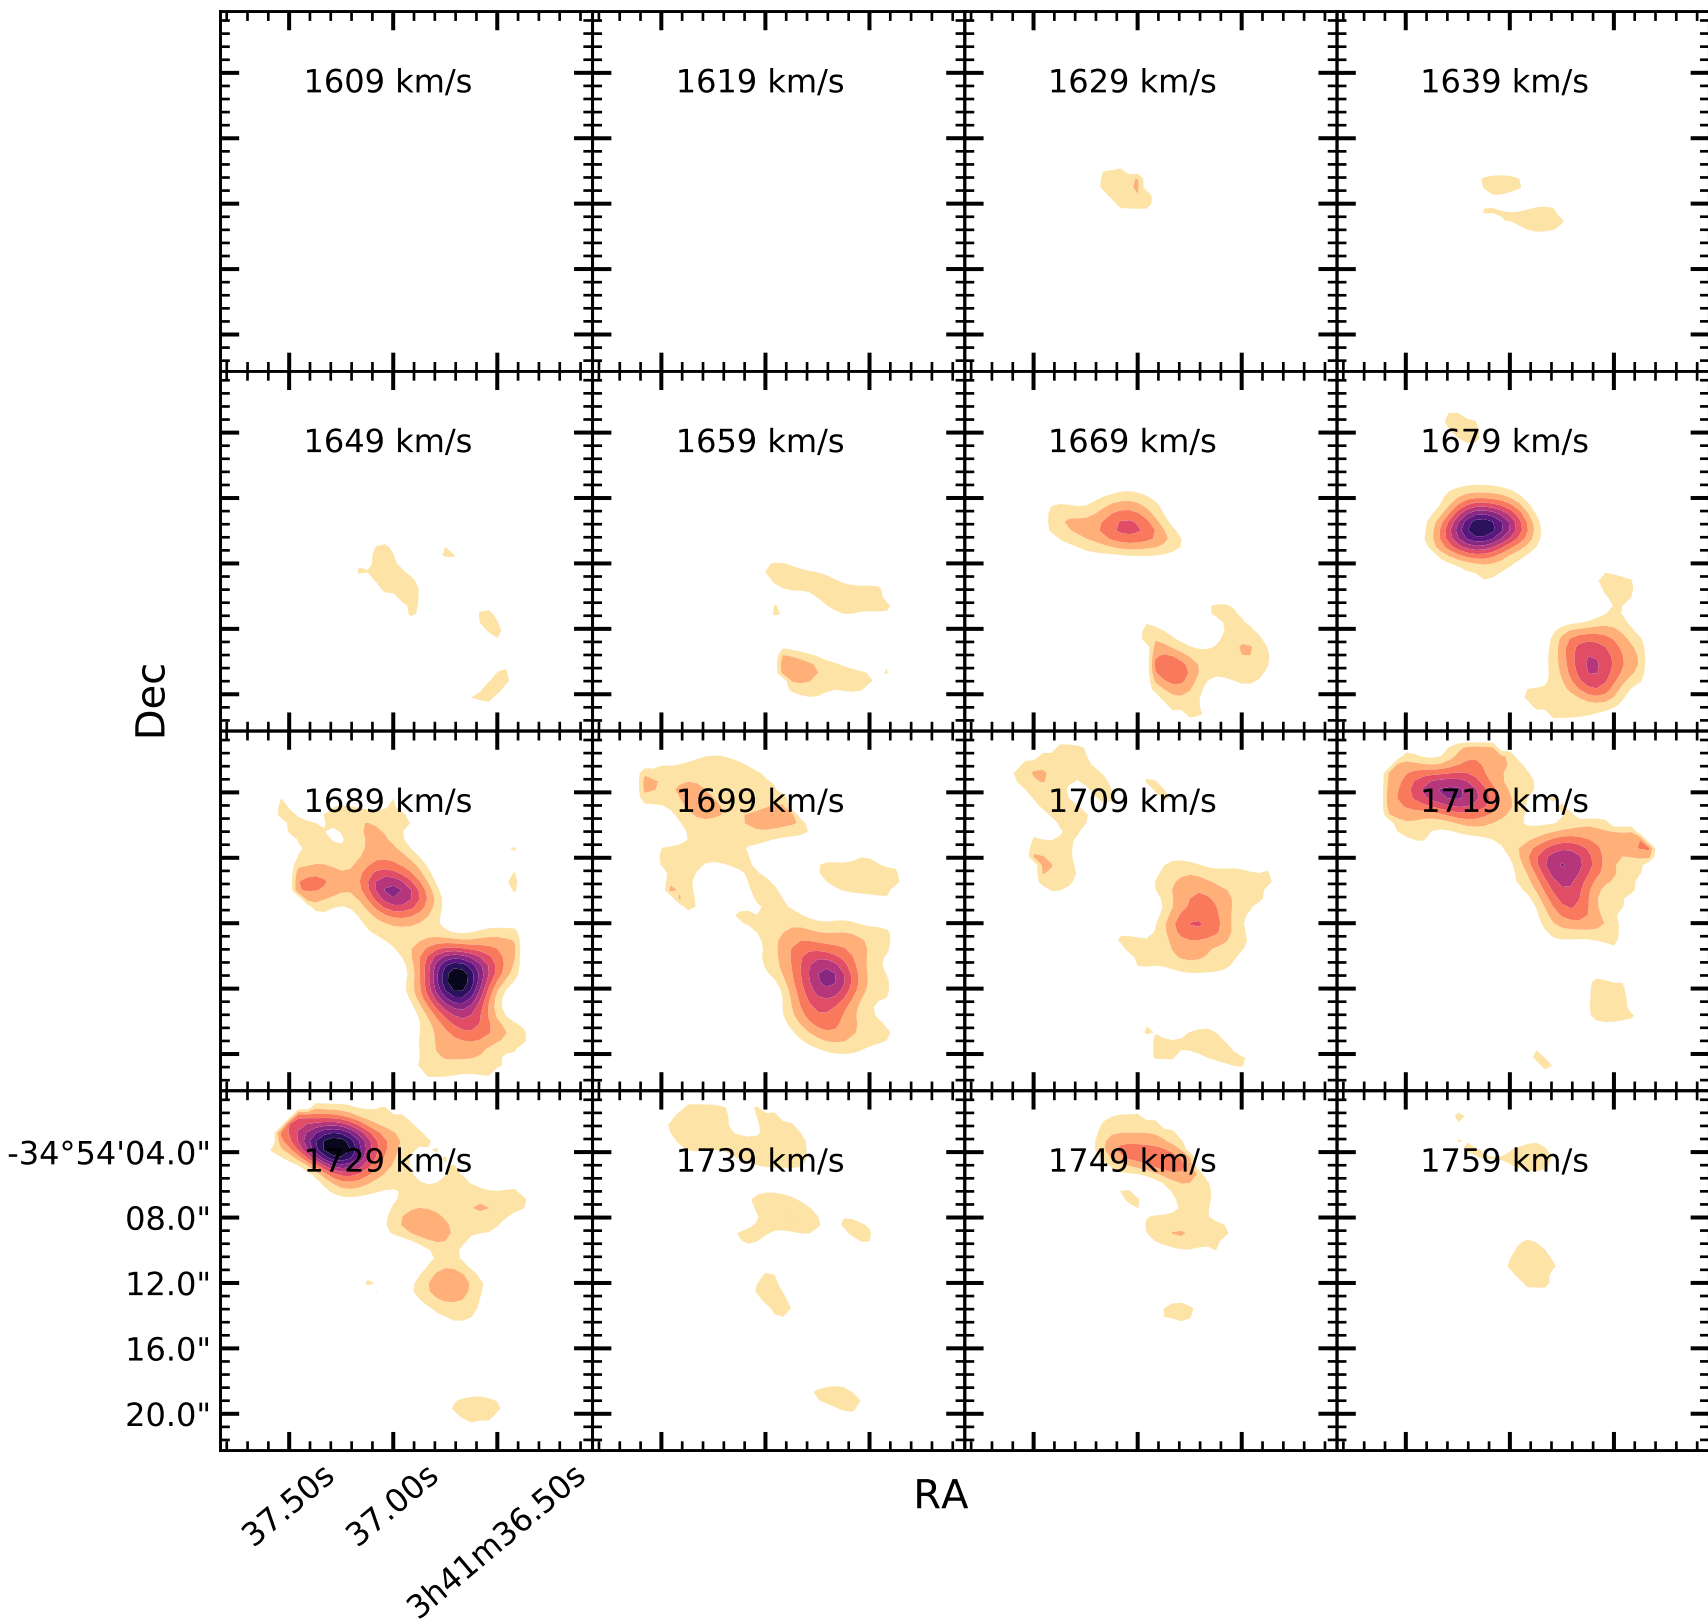 1609 km/s
1619 km/s
1629 km/s
1639 km/s
1649 km/s
1659 km/s
1669 km/s
1679 km/s
Dec
1689 km/s
1699 km/s
1709 km/s
1719 km/s
-34°54'04.0"
1729 km/s
1739 km/s
1749 km/s
1759 km/s
08.0"
12.0"
16.0"
20.0"
37.50s
37.00s
3h41m36.50s
RA